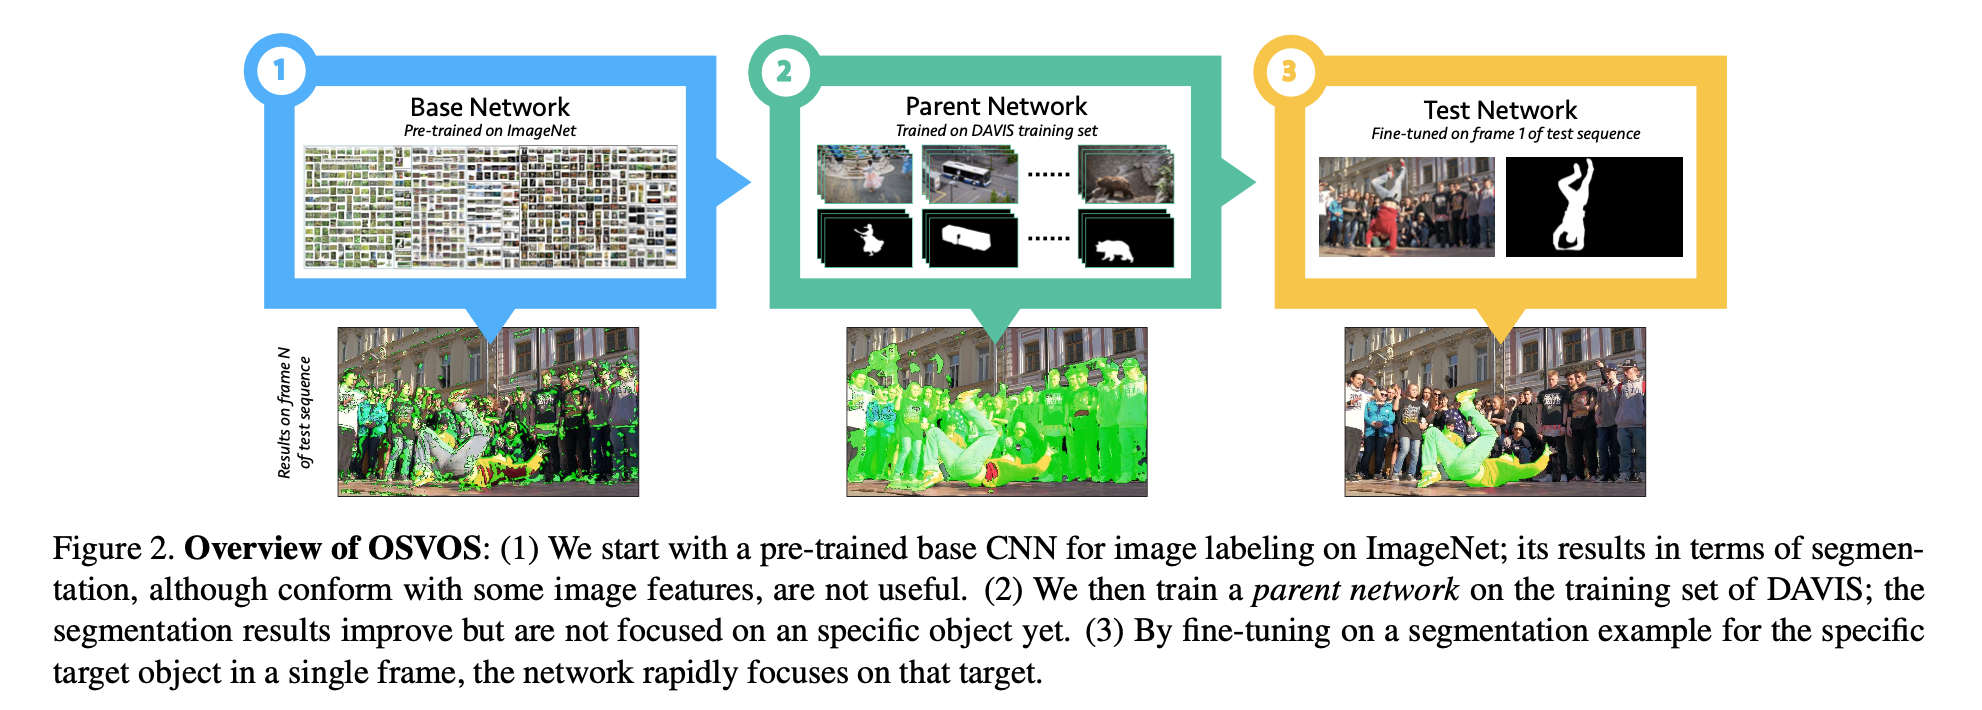 1
Base Network
Pre-trained on ImageNet
2
Parent Network
Trained on DAVIS training set
......
......
3
Test Network
Fine-tuned on frame 1 of test sequence
Results on frame N
of test sequence
Figure 2. Overview of OSVOS: (1) We start with a pre-trained base CNN for image labeling on ImageNet; its results in terms of segmen-
tation, although conform with some image features, are not useful. (2) We then train a parent network on the training set of DAVIS; the
segmentation results improve but are not focused on an specific object yet. (3) By fine-tuning on a segmentation example for the specific
target object in a single frame, the network rapidly focuses on that target.